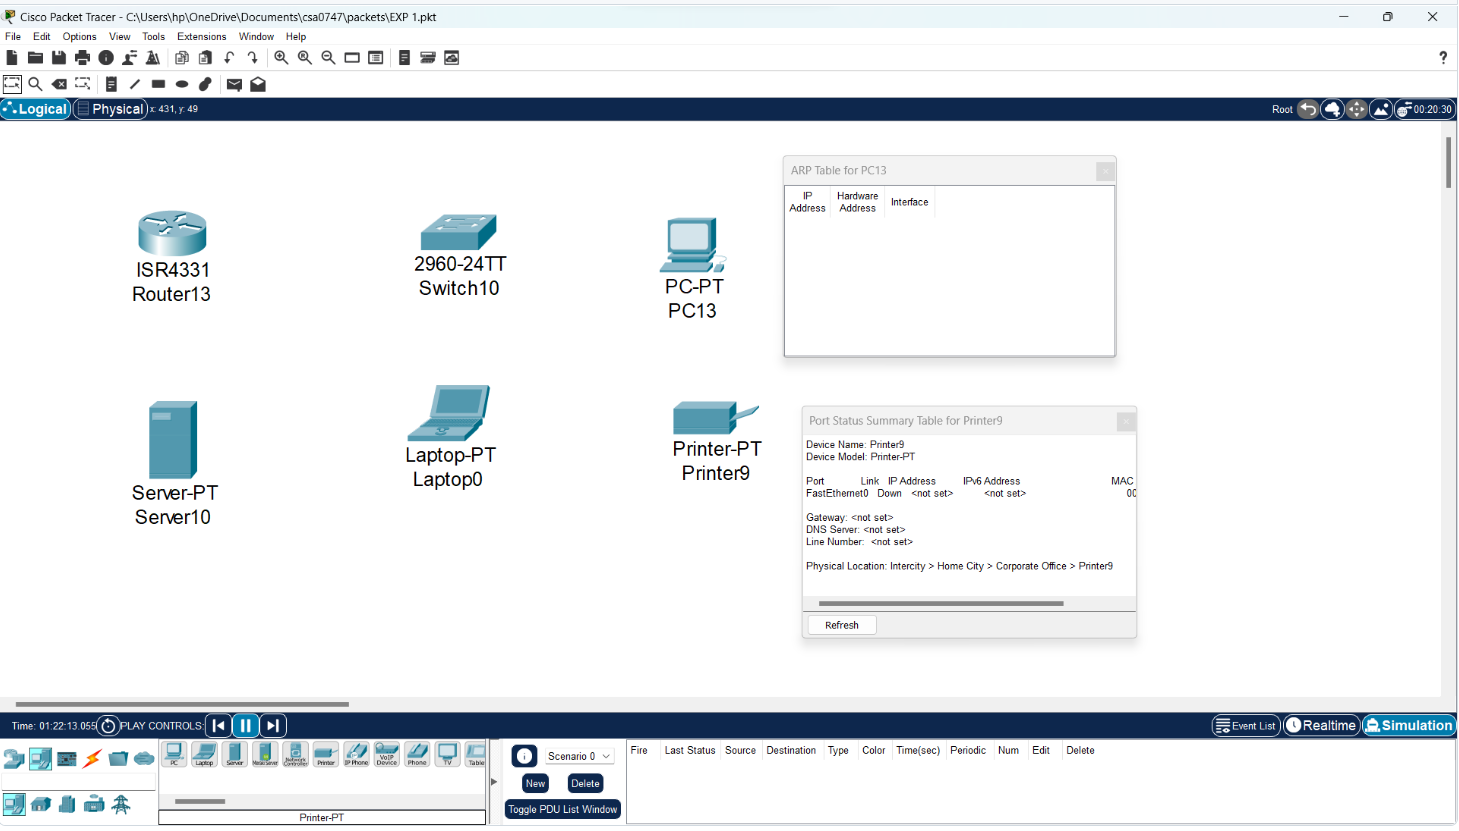 Cisco Packet Tracer - C:\Users\hp\OneDrive\Documents\csa0747\packets\EXP 1.pkt
File Edit Options View Tools Extensions Window Help
?
Logical Physical x: 431, y: 49 Root 00:20:30
ISR4331
Router13
2960-24TT
Switch10
PC-PT
PC13
ARP Table for PC13
IP Address Hardware Address Interface
Server-PT
Server10
Laptop-PT
Laptop0
Printer-PT
Printer9
Port Status Summary Table for Printer9
Device Name: Printer9
Device Model: Printer-PT
Port Link IP Address IPv6 Address MAC
FastEthernet0 Down <not set> <not set> 00
Gateway: <not set>
DNS Server: <not set>
Line Number: <not set>
Physical Location: Intercity > Home City > Corporate Office > Printer9
Refresh
Time: 01:22:13.055 PLAY CONTROLS: Event List Realtime Simulation
PC Laptop Server Meraki Server Network Controller Printer IP Phone VoIP Device Phone TV Table
Printer-PT
Scenario 0
New Delete
Toggle PDU List Window
Fire Last Status Source Destination Type Color Time(sec) Periodic Num Edit Delete